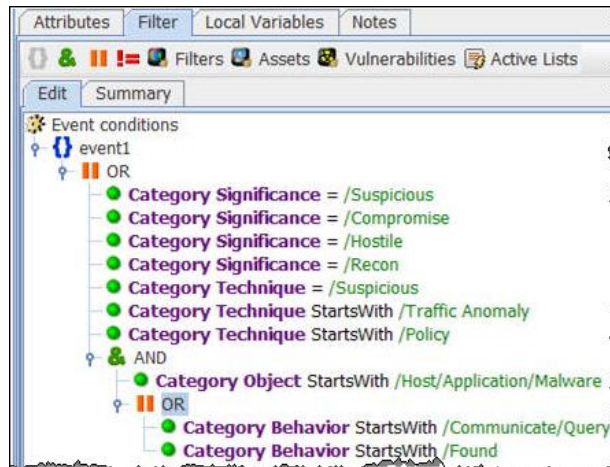 Attributes Filter Local Variables Notes
{} & || != Filters Assets Vulnerabilities Active Lists
Edit Summary
Event conditions
{} event1
|| OR
Category Significance = /Suspicious
Category Significance = /Compromise
Category Significance = /Hostile
Category Significance = /Recon
Category Technique = /Suspicious
Category Technique StartsWith /Traffic Anomaly
Category Technique StartsWith /Policy
& AND
Category Object StartsWith /Host/Application/Malware
|| OR
Category Behavior StartsWith /Communicate/Query
Category Behavior StartsWith /Found